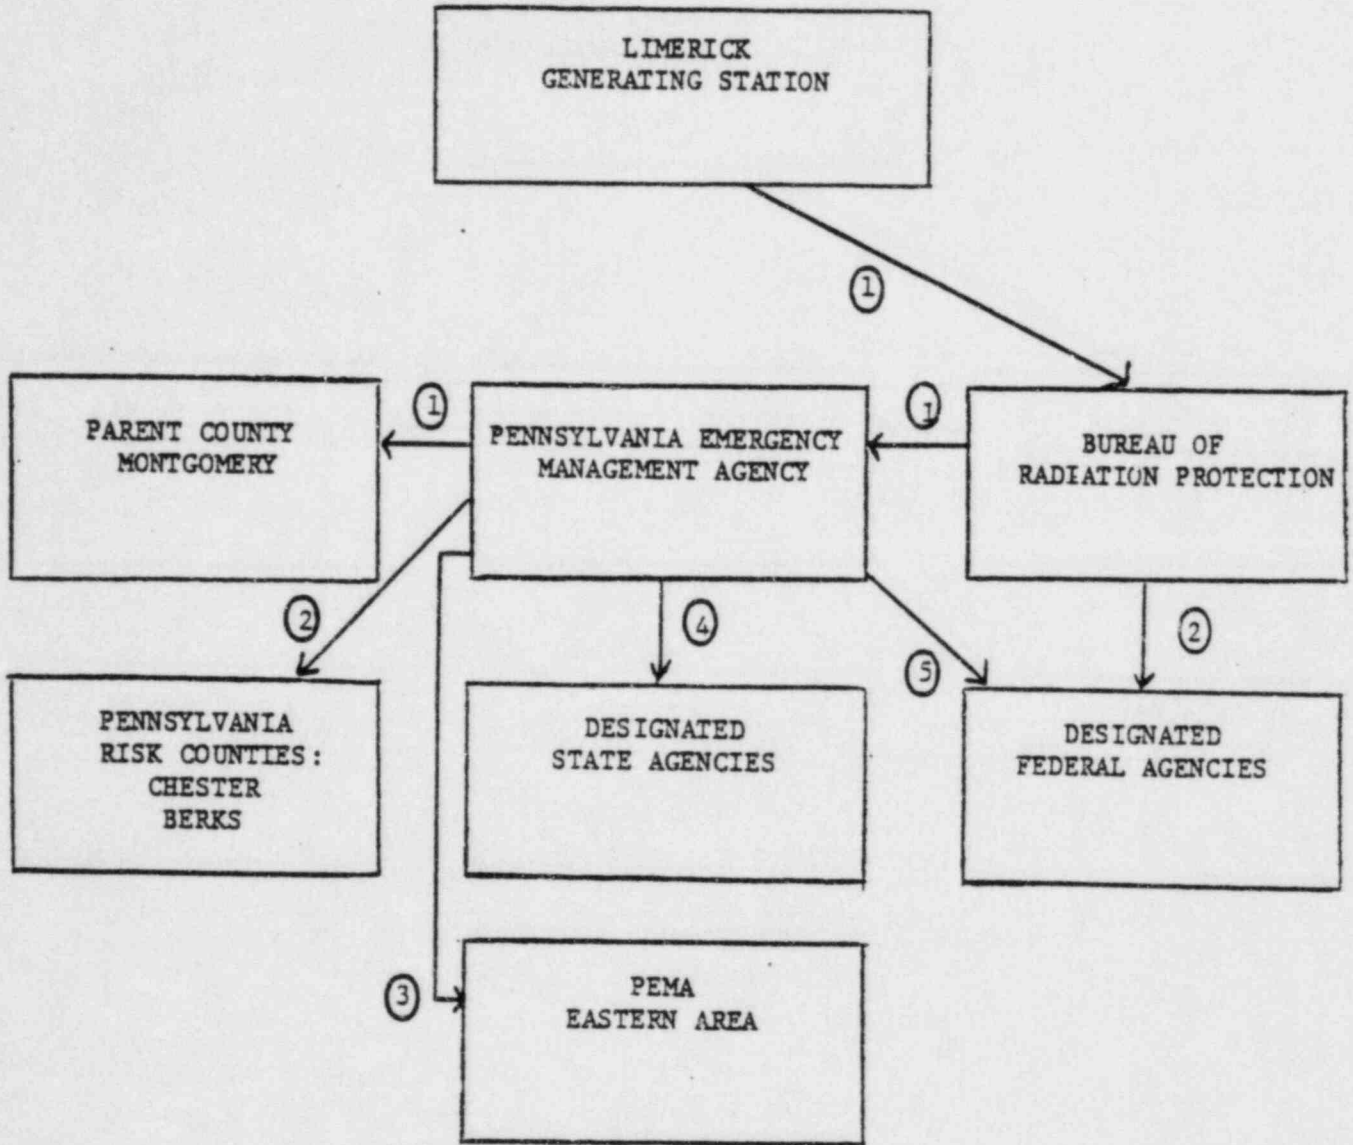 LIMERICK
GENERATING STATION
①
PARENT COUNTY
MONTGOMERY
①
PENNSYLVANIA EMERGENCY
MANAGEMENT AGENCY
①
BUREAU OF
RADIATION PROTECTION
②
③
④
⑤
②
PENNSYLVANIA
RISK COUNTIES:
CHESTER
BERKS
DESIGNATED
STATE AGENCIES
DESIGNATED
FEDERAL AGENCIES
PEMA
EASTERN AREA